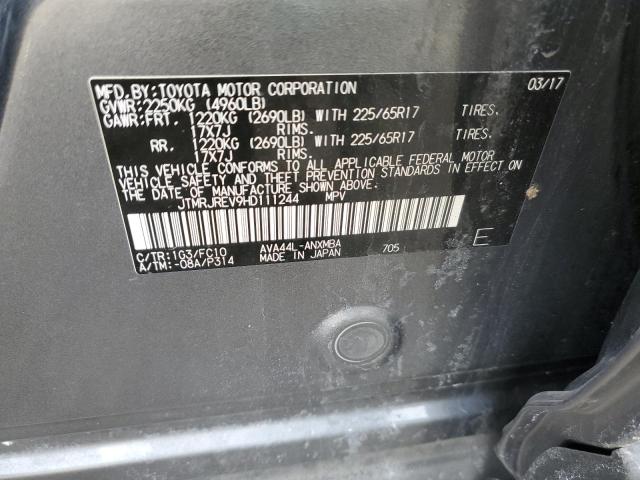 MFD. BY: TOYOTA MOTOR CORPORATION 03/17
GVWR: 2250KG (4960LB)
GAWR: FRT. 1220KG (2690LB) WITH 225/65R17 TIRES.
17X7J RIMS.
RR. 1220KG (2690LB) WITH 225/65R17 TIRES.
17X7J RIMS.
THIS VEHICLE CONFORMS TO ALL APPLICABLE FEDERAL MOTOR
VEHICLE SAFETY AND THEFT PREVENTION STANDARDS IN EFFECT
ON THE DATE OF MANUFACTURE SHOWN ABOVE.
JTMRJREV9HD111244 MPV
C/TR: 1G3/FC10 AVA44L-ANXMBA 705 E
A/TM: -08A/P314 MADE IN JAPAN